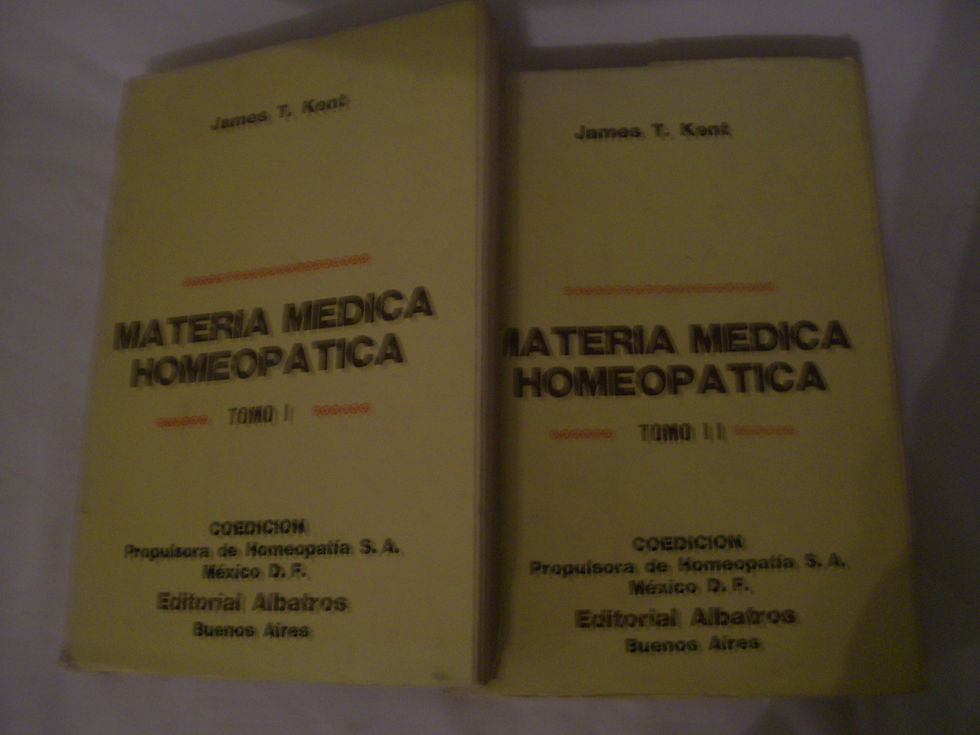 James T. Kent
MATERIA MEDICA
HOMEOPATICA
TOMO I
COEDICION
Propulsora de Homeopatía S. A.
México D. F.
Editorial Albatros
Buenos Aires
James T. Kent
MATERIA MEDICA
HOMEOPATICA
TOMO II
COEDICION
Propulsora de Homeopatía S. A.
México D. F.
Editorial Albatros
Buenos Aires